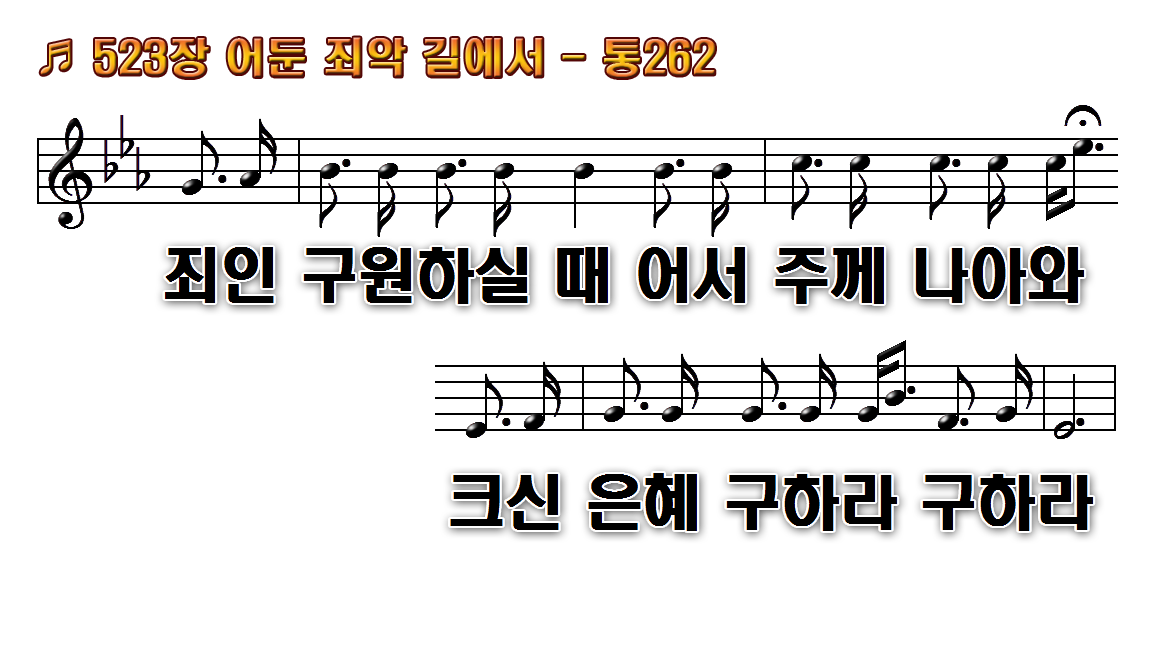 ♬ 523장 어둔 죄악 길에서 - 통262
죄인 구원하실 때 어서 주께 나아와
크신 은혜 구하라 구하라